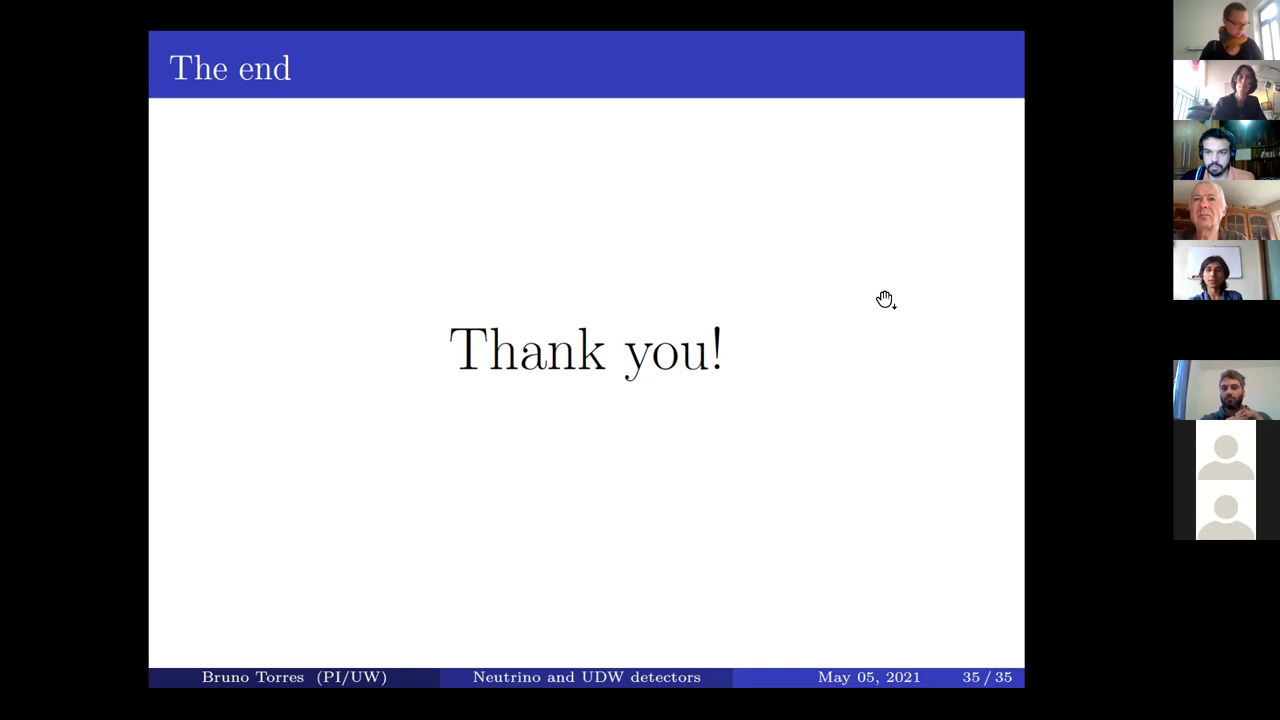 The end
Thank you!
Bruno Torres (PI/UW) Neutrino and UDW detectors May 05, 2021 35 / 35